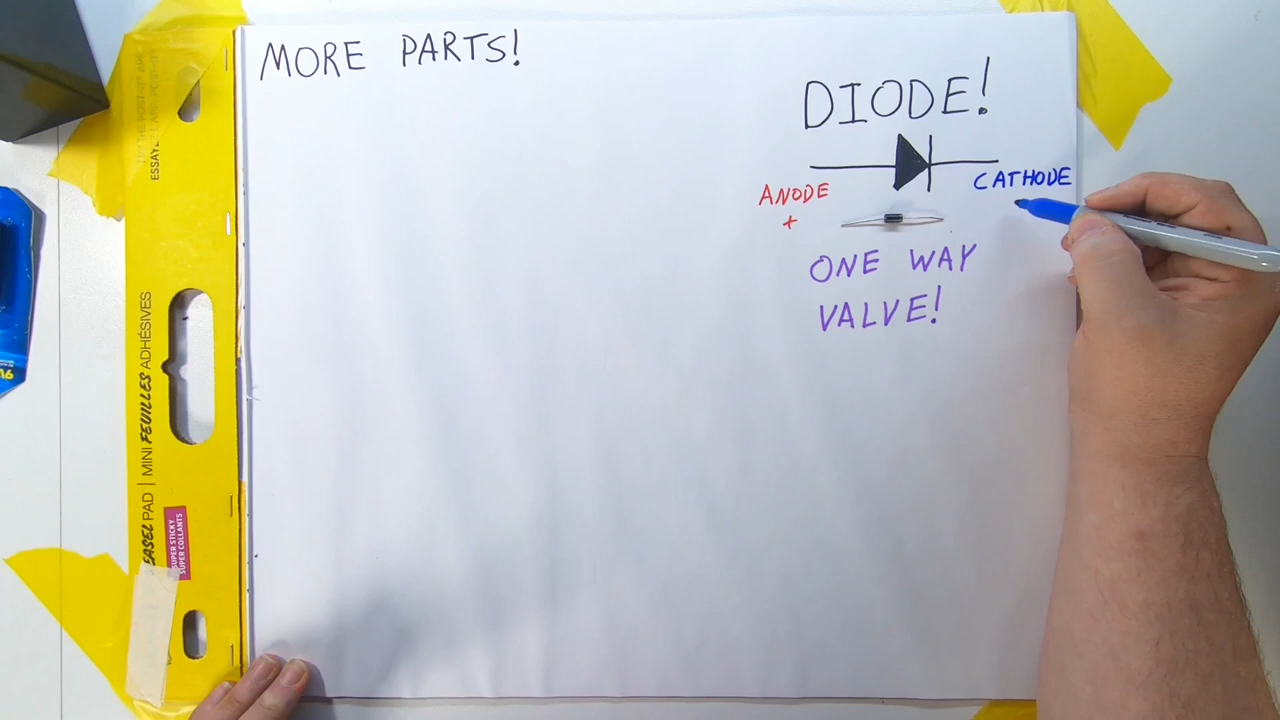 MORE PARTS!
DIODE!
ANODE
+
CATHODE
ONE WAY
VALVE!
EASEL PAD | MINI FEUILLES ADHÉSIVES
SUPER STICKY
SUPER COLLANTS